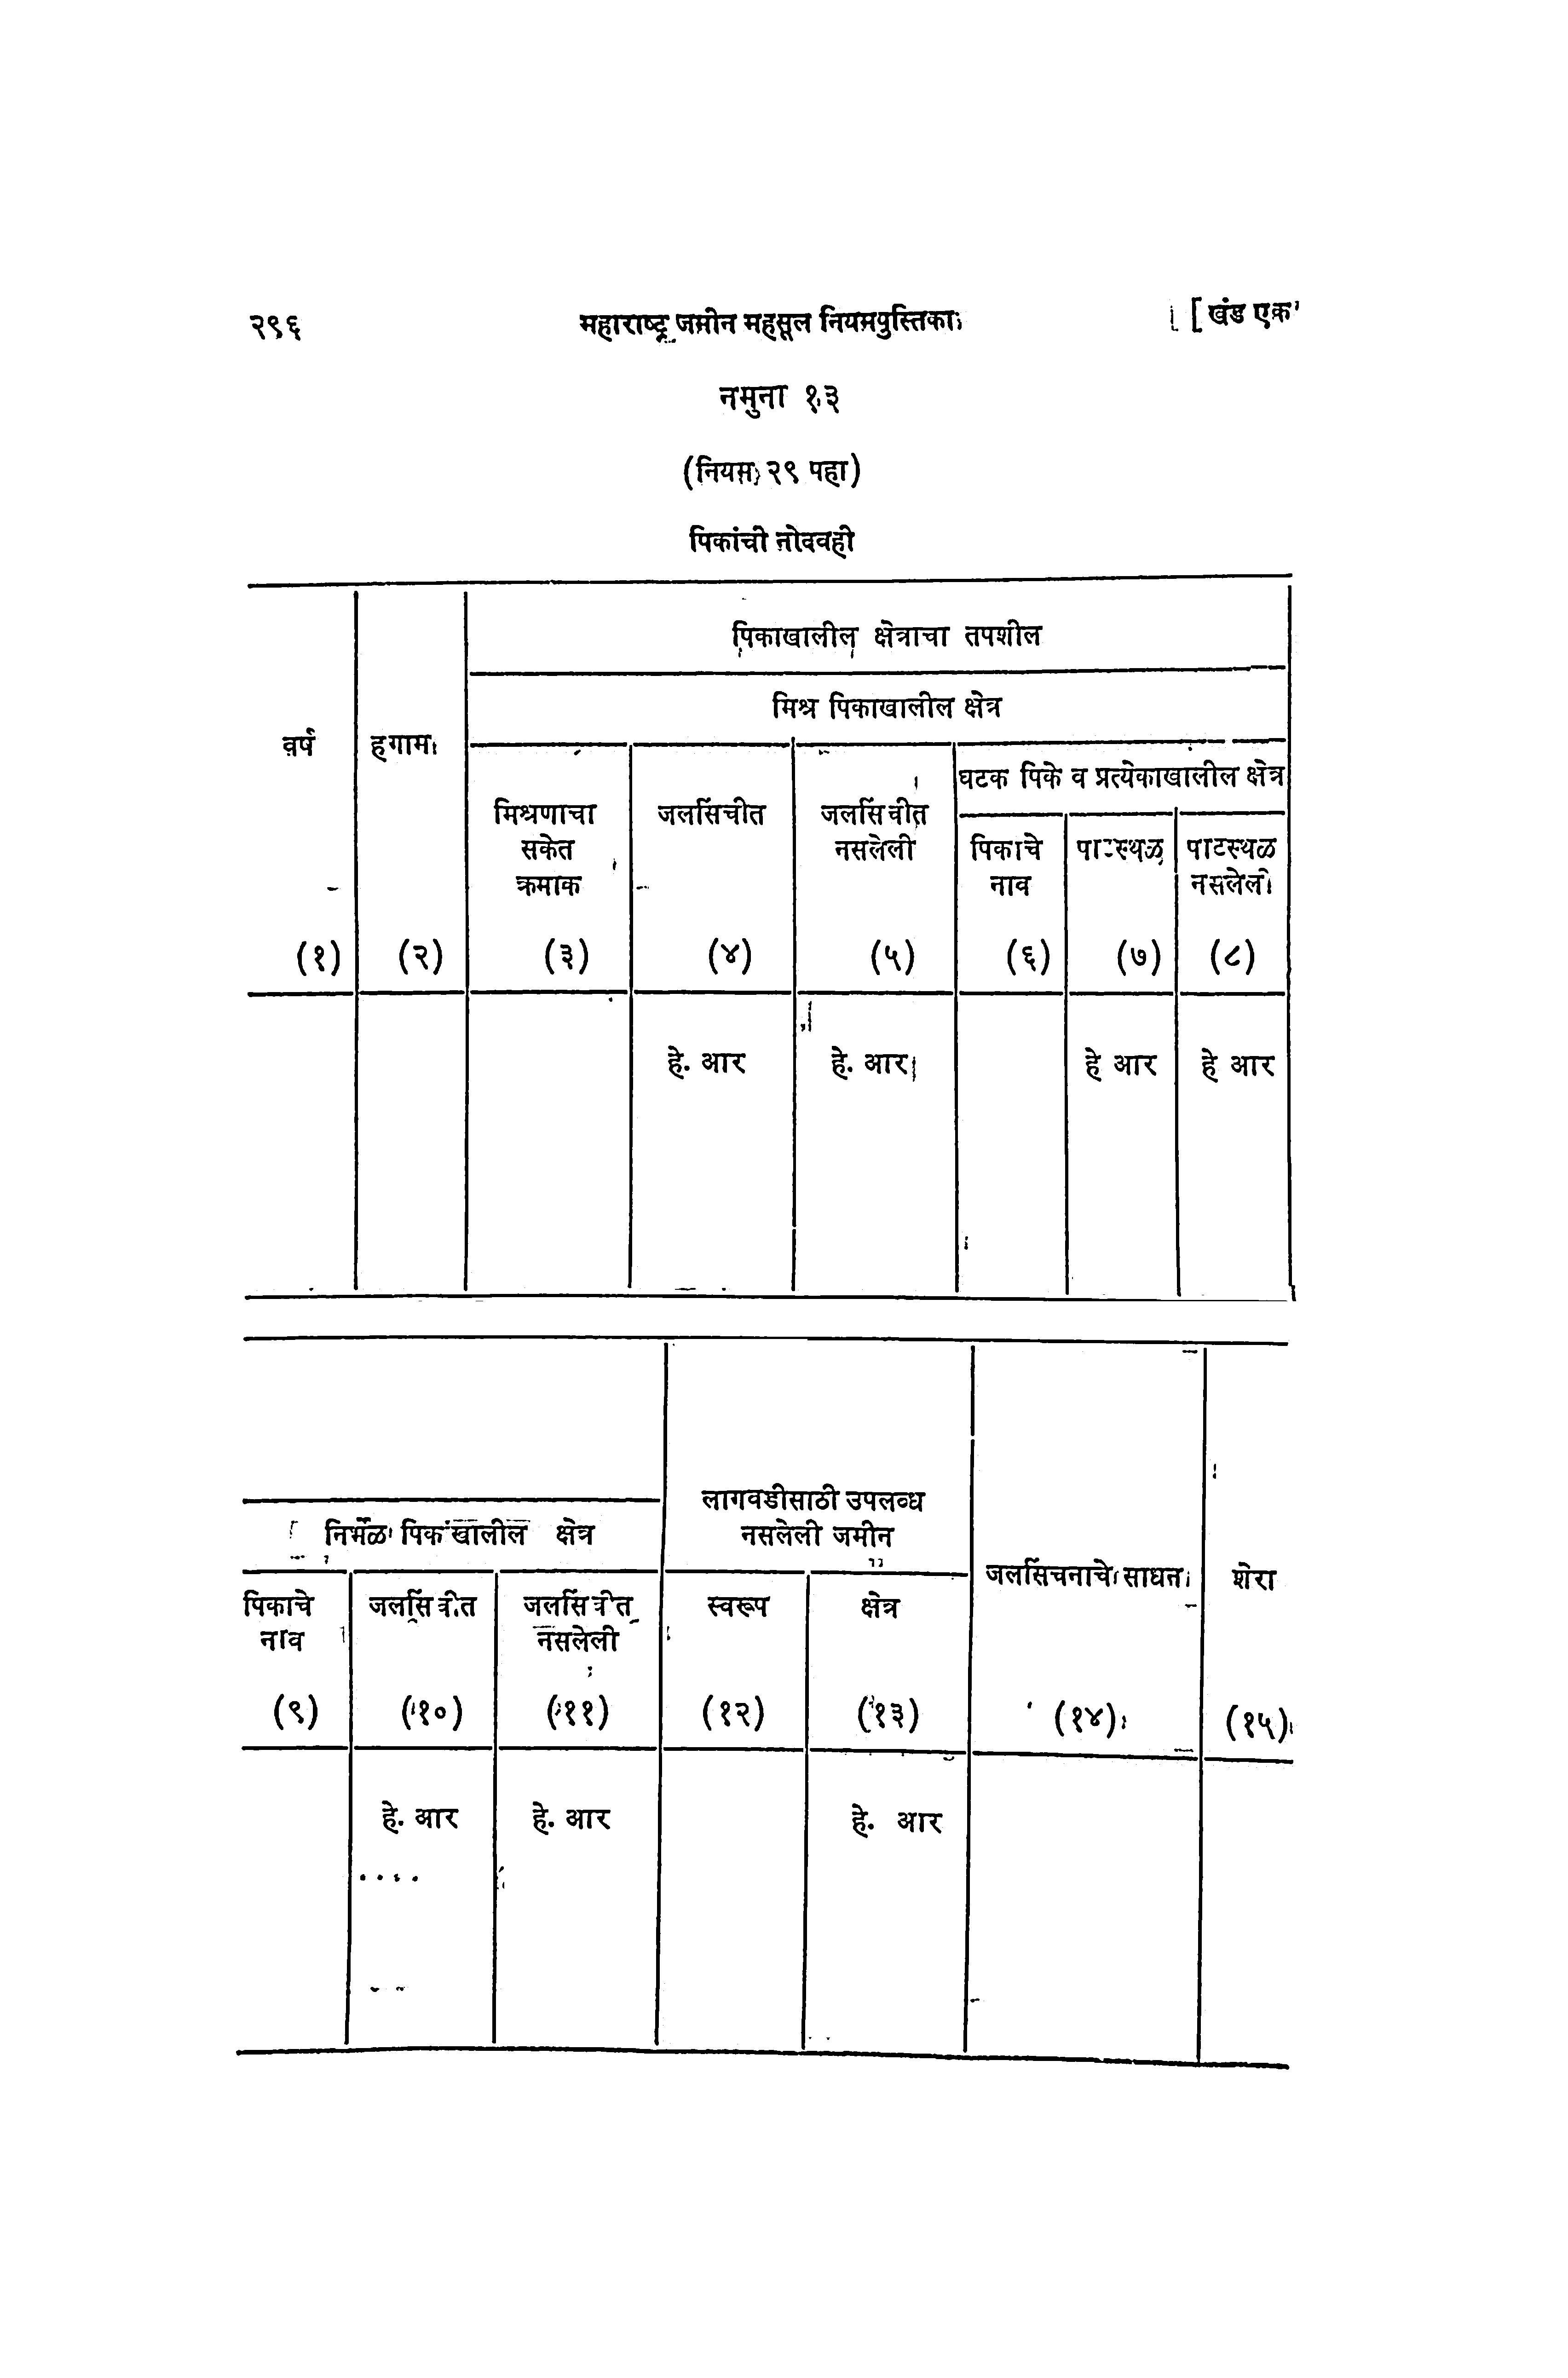 २९६ महाराष्ट्र जमीन महसूल नियमपुस्तिका [खंड एक
नमुना १३
(नियम २९ पहा)
पिकांची नोदवही
पिकाखालील क्षेत्राचा तपशील
मिश्र पिकाखालील क्षेत्र
वर्ष हगाम
घटक पिके व प्रत्येकाखालील क्षेत्र
मिश्रणाचा जलसिंचीत जलसिंचीत
सकेत नसलेली पिकाचे पाटस्थळ पाटस्थळ
क्रमाक नाव नसलेले
(१) (२) (३) (४) (५) (६) (७) (८)
हे. आर हे. आर हे आर हे आर
लागवडीसाठी उपलब्ध
निर्भेळ पिकांखालील क्षेत्र नसलेली जमीन
जलसिंचनाचे साधन शेरा
पिकाचे जलसिंचीत जलसिंचीत स्वरूप क्षेत्र
नाव नसलेली
(९) (१०) (११) (१२) (१३) (१४) (१५)
हे. आर हे. आर हे. आर